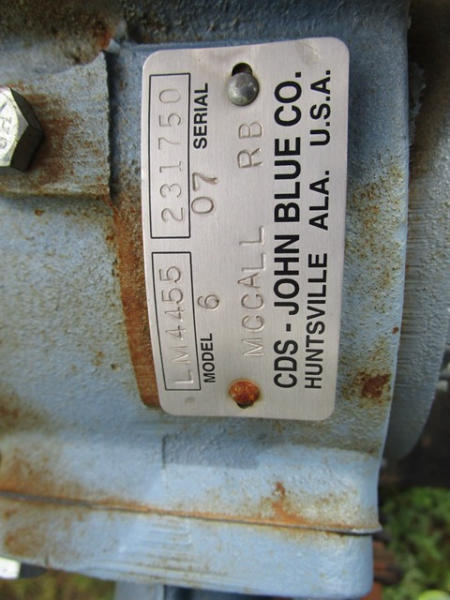 LM4455 231750
MODEL 6 07 SERIAL
MCCALL RB
CDS - JOHN BLUE CO.
HUNTSVILLE ALA. U.S.A.